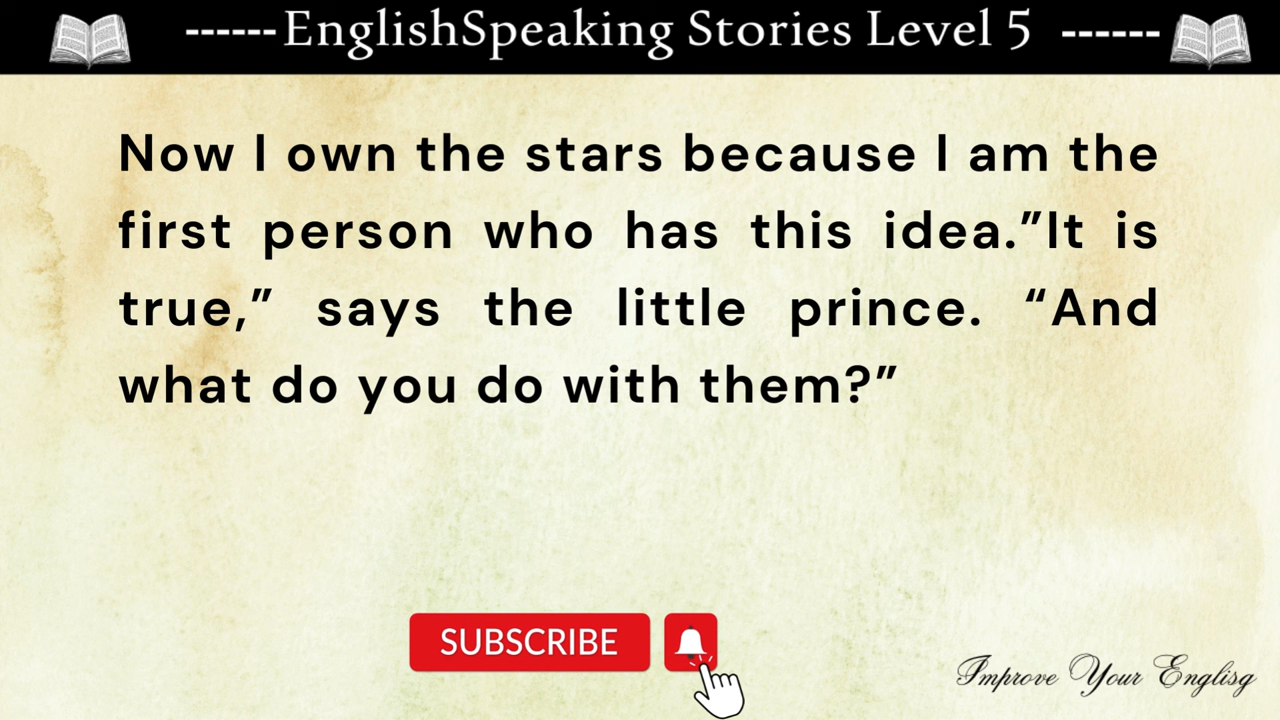 ------EnglishSpeaking Stories Level 5 ------
Now I own the stars because I am the
first person who has this idea.”It is
true,” says the little prince. “And
what do you do with them?”
SUBSCRIBE
Improve Your Englisg